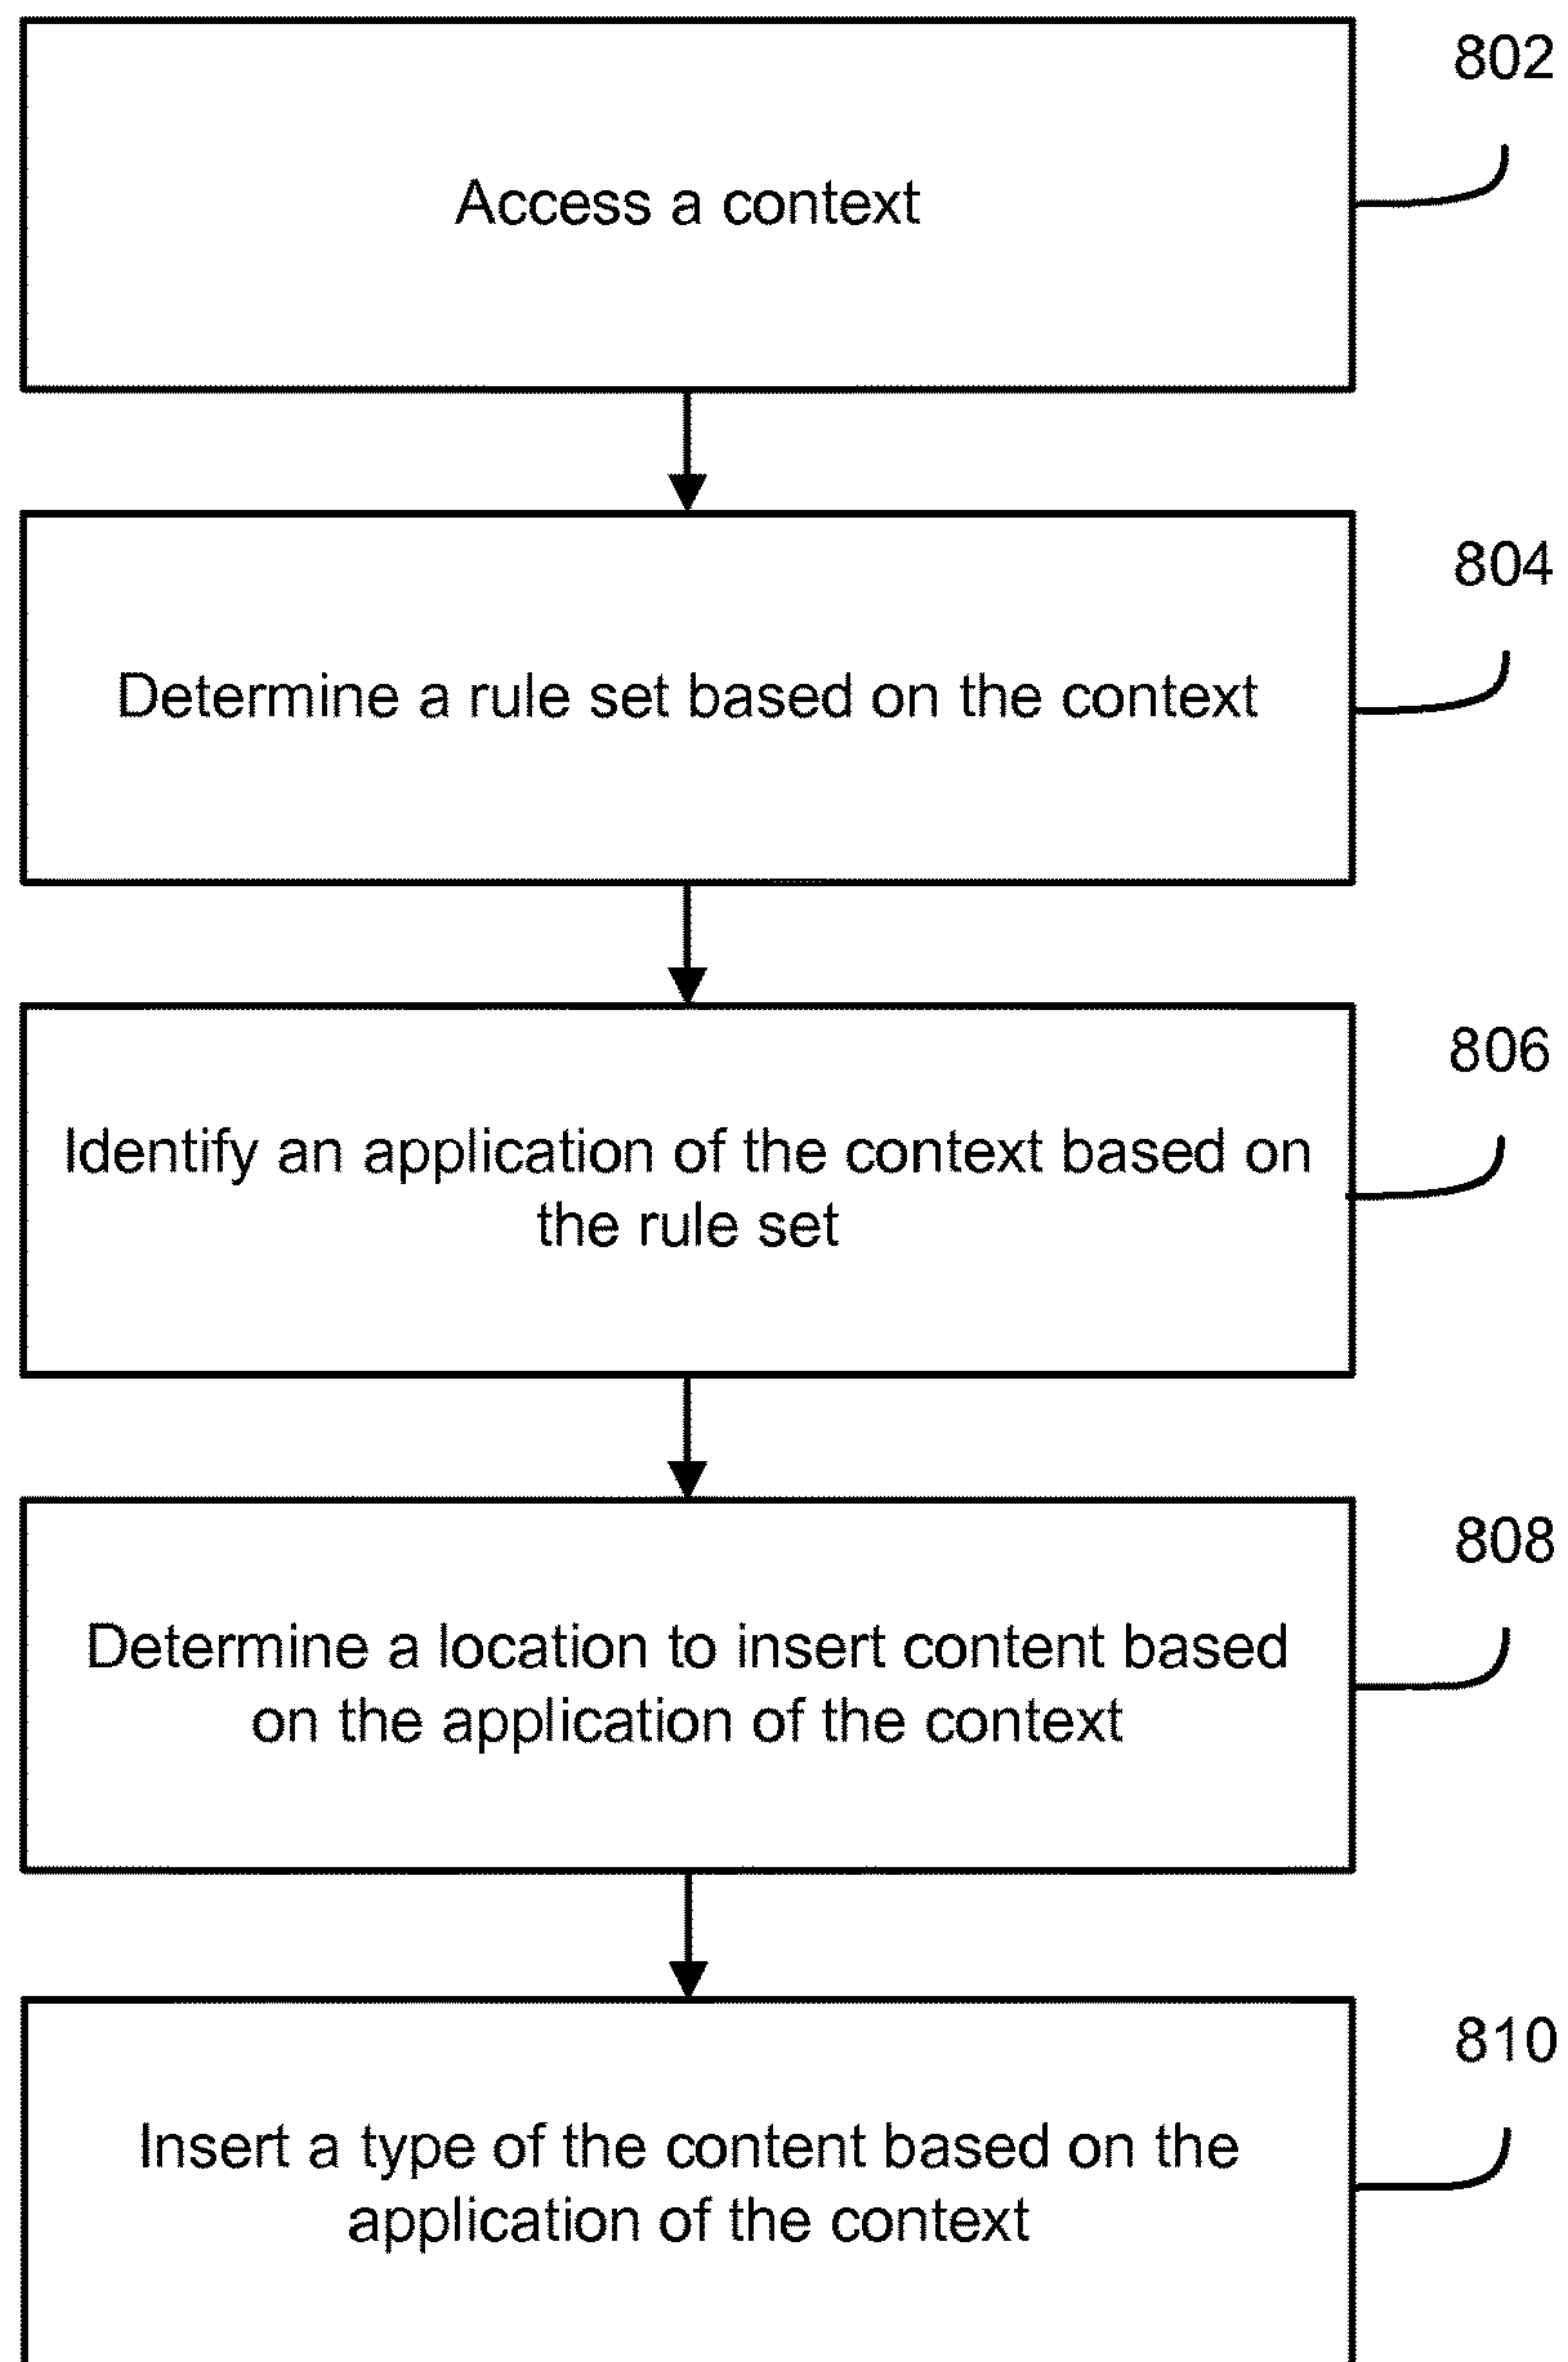 802
Access a context
804
Determine a rule set based on the context
806
Identify an application of the context based on
the rule set
808
Determine a location to insert content based
on the application of the context
810
Insert a type of the content based on the
application of the context